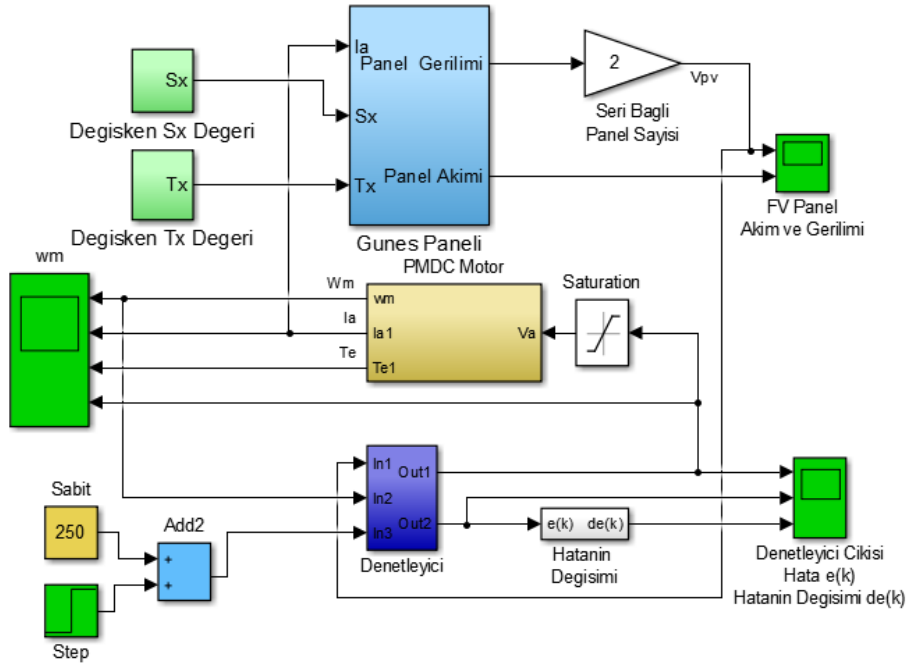 Ia
Panel Gerilimi
2
Vpv
Sx
Sx
Seri Bagli
Panel Sayisi
Degisken Sx Degeri
Tx
Tx
Panel Akimi
FV Panel
Akim ve Gerilimi
Degisken Tx Degeri
Gunes Paneli
wm
PMDC Motor
Wm
wm
Saturation
Ia
Ia1
Va
Te
Te1
In1
Out1
In2
Out2
In3
Sabit
250
Add2
+
+
e(k) de(k)
Denetleyici
Hatanin
Degisimi
Denetleyici Cikisi
Hata e(k)
Hatanin Degisimi de(k)
Step